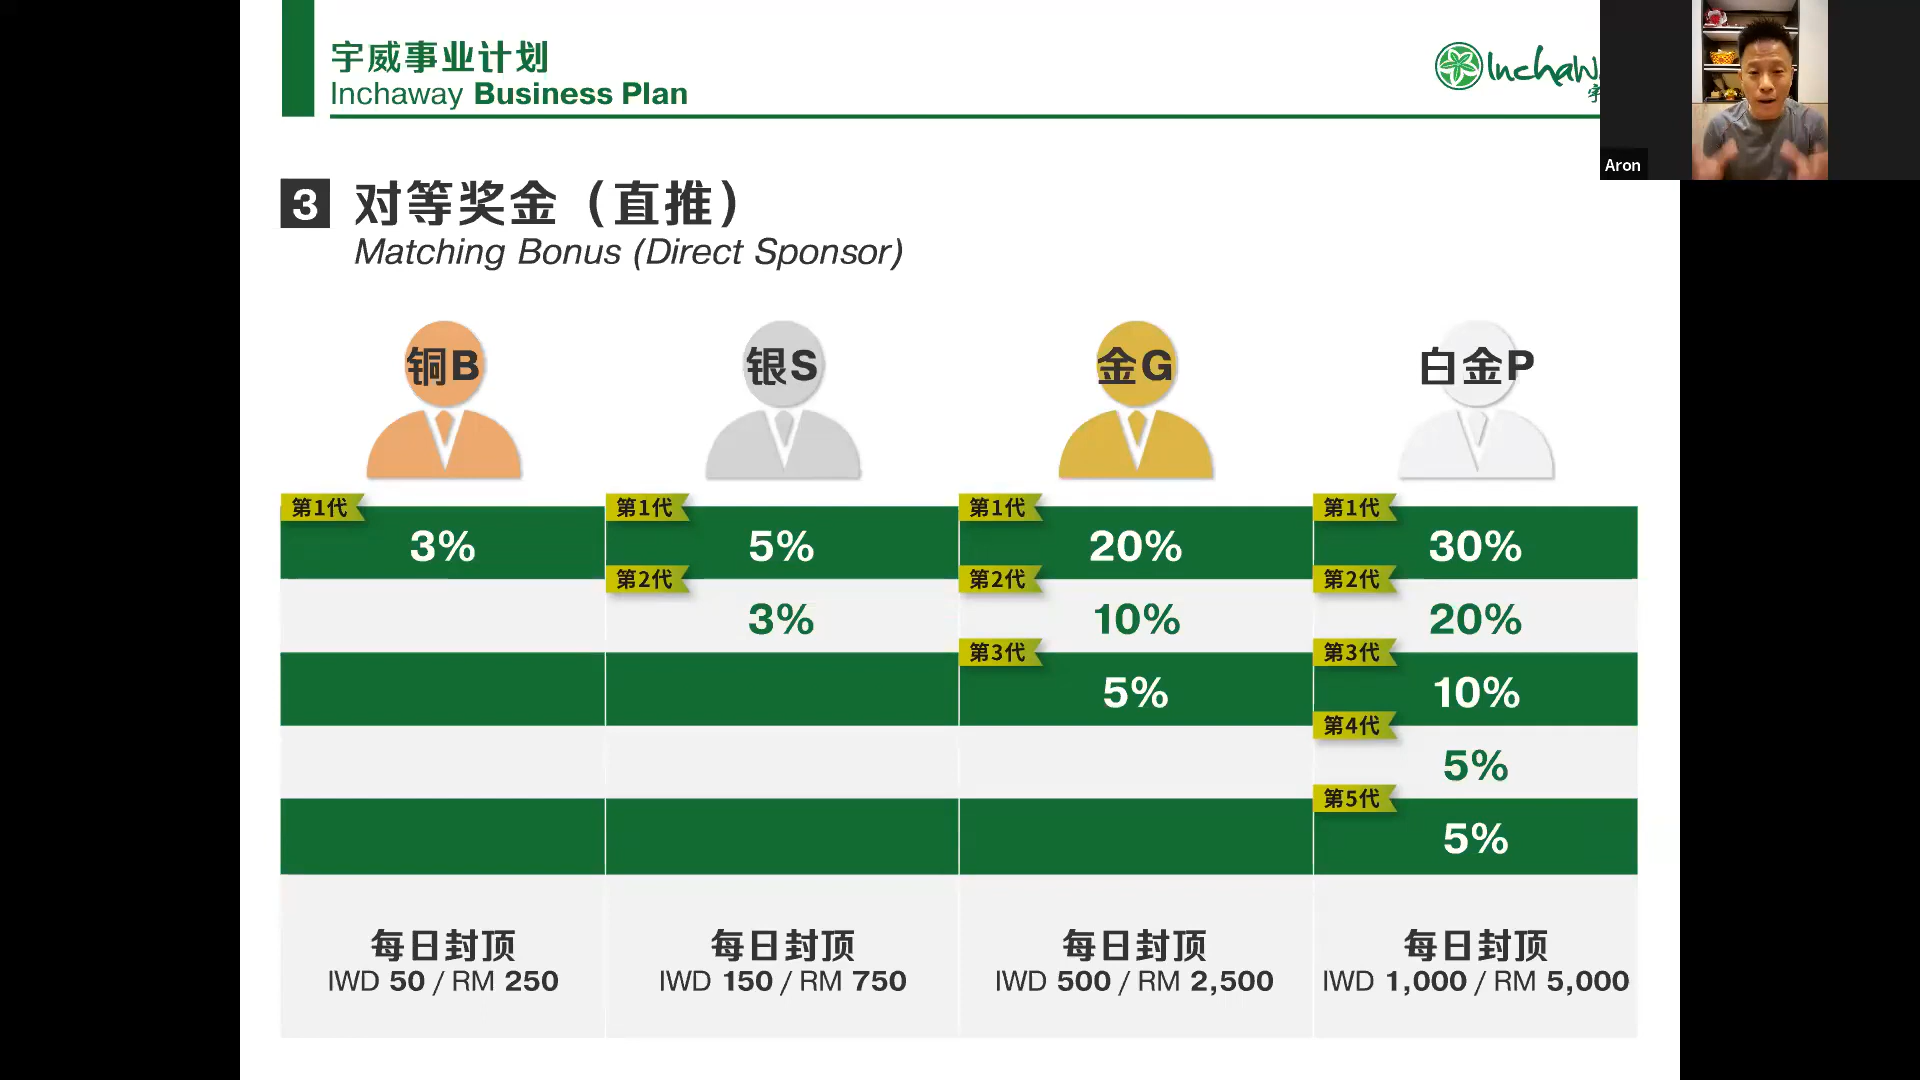 宇威事业计划
Inchaway Business Plan
Inchaw
Aron
3 对等奖金（直推）
Matching Bonus (Direct Sponsor)
铜B 银S 金G 白金P
第1代 第1代 第1代 第1代
3% 5% 20% 30%
第2代 第2代 第2代
3% 10% 20%
第3代 第3代
5% 10%
第4代
5%
第5代
5%
每日封顶 每日封顶 每日封顶 每日封顶
IWD 50 / RM 250 IWD 150 / RM 750 IWD 500 / RM 2,500 IWD 1,000 / RM 5,000